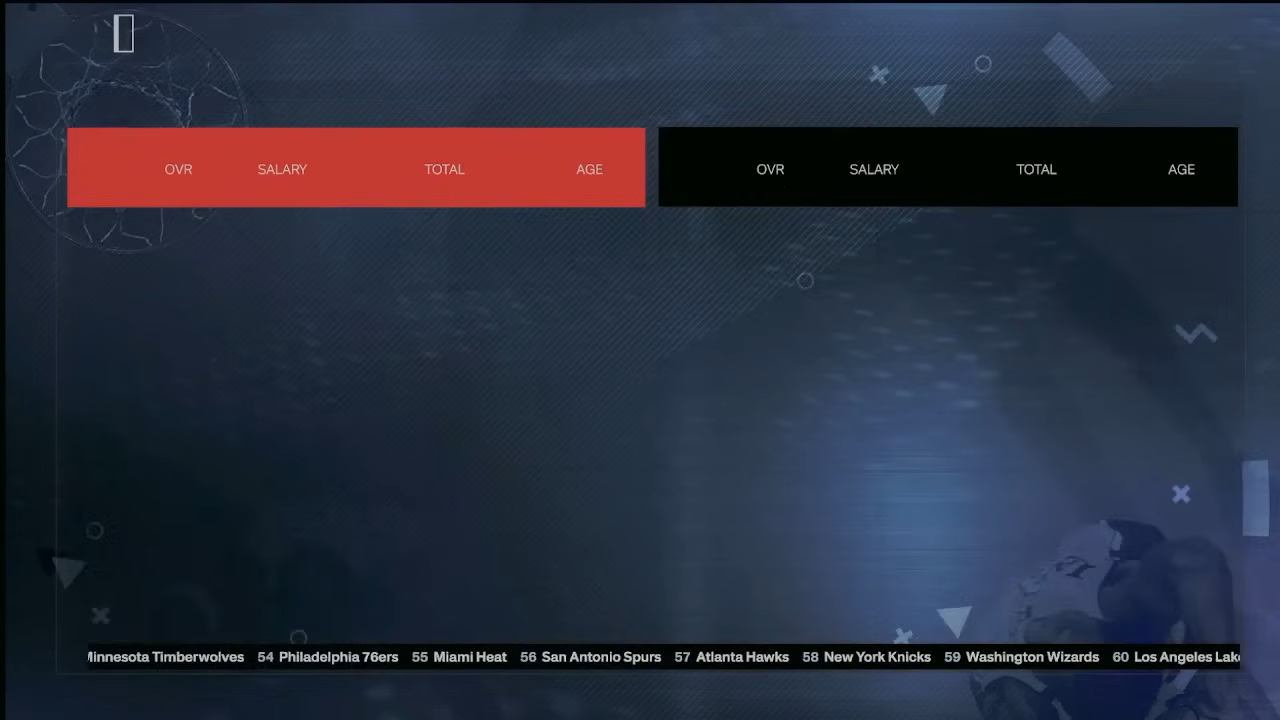 OVR SALARY TOTAL AGE OVR SALARY TOTAL AGE
Minnesota Timberwolves 54 Philadelphia 76ers 55 Miami Heat 56 San Antonio Spurs 57 Atlanta Hawks 58 New York Knicks 59 Washington Wizards 60 Los Angeles Lak